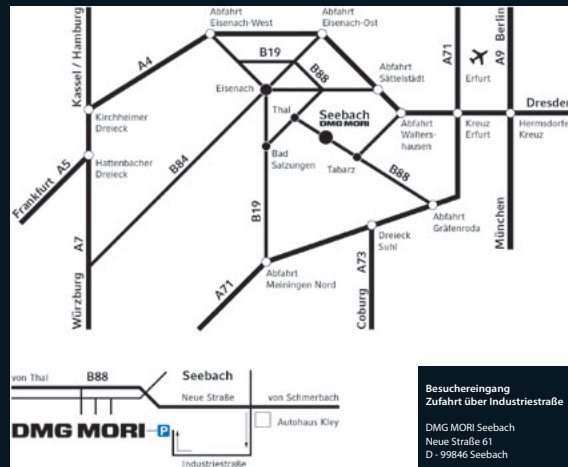 Abfahrt
Eisenach-West
Abfahrt
Eisenach-Ost
Kassel / Hamburg
A4
B19
B88
A71
Erfurt
A9 Berlin
Eisenach
Abfahrt
Sättelstädt
Thal
Seebach
DMG MORI
Dresden
Kirchheimer
Dreieck
Abfahrt
Walters-
hausen
Kreuz
Erfurt
Hermsdorfer
Kreuz
Hattenbacher
Dreieck
Bad
Salzungen
Tabarz
B88
Frankfurt A5
B84
B19
Abfahrt
Gräfenroda
München
Dreieck
Suhl
A7
Würzburg
A71
Abfahrt
Meiningen Nord
A73
Coburg
von Thal
B88
Seebach
Neue Straße
von Schmerbach
DMG MORI
P
Autohaus Kley
Industriestraße
Besuchereingang
Zufahrt über Industriestraße
DMG MORI Seebach
Neue Straße 61
D - 99846 Seebach